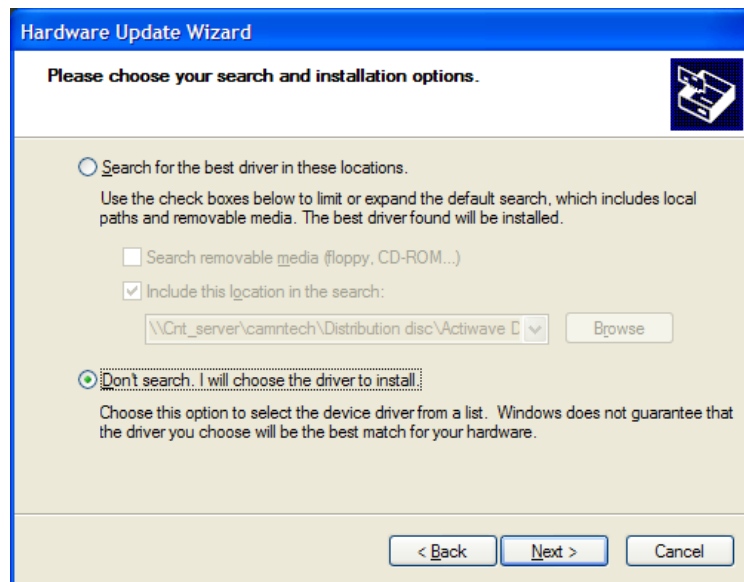 Hardware Update Wizard
Please choose your search and installation options.
Search for the best driver in these locations.
Use the check boxes below to limit or expand the default search, which includes local
paths and removable media. The best driver found will be installed.
Search removable media (floppy, CD-ROM...)
Include this location in the search:
\\Cnt_server\camntech\Distribution disc\Actiwave D
Browse
Don't search. I will choose the driver to install.
Choose this option to select the device driver from a list. Windows does not guarantee that
the driver you choose will be the best match for your hardware.
< Back Next > Cancel